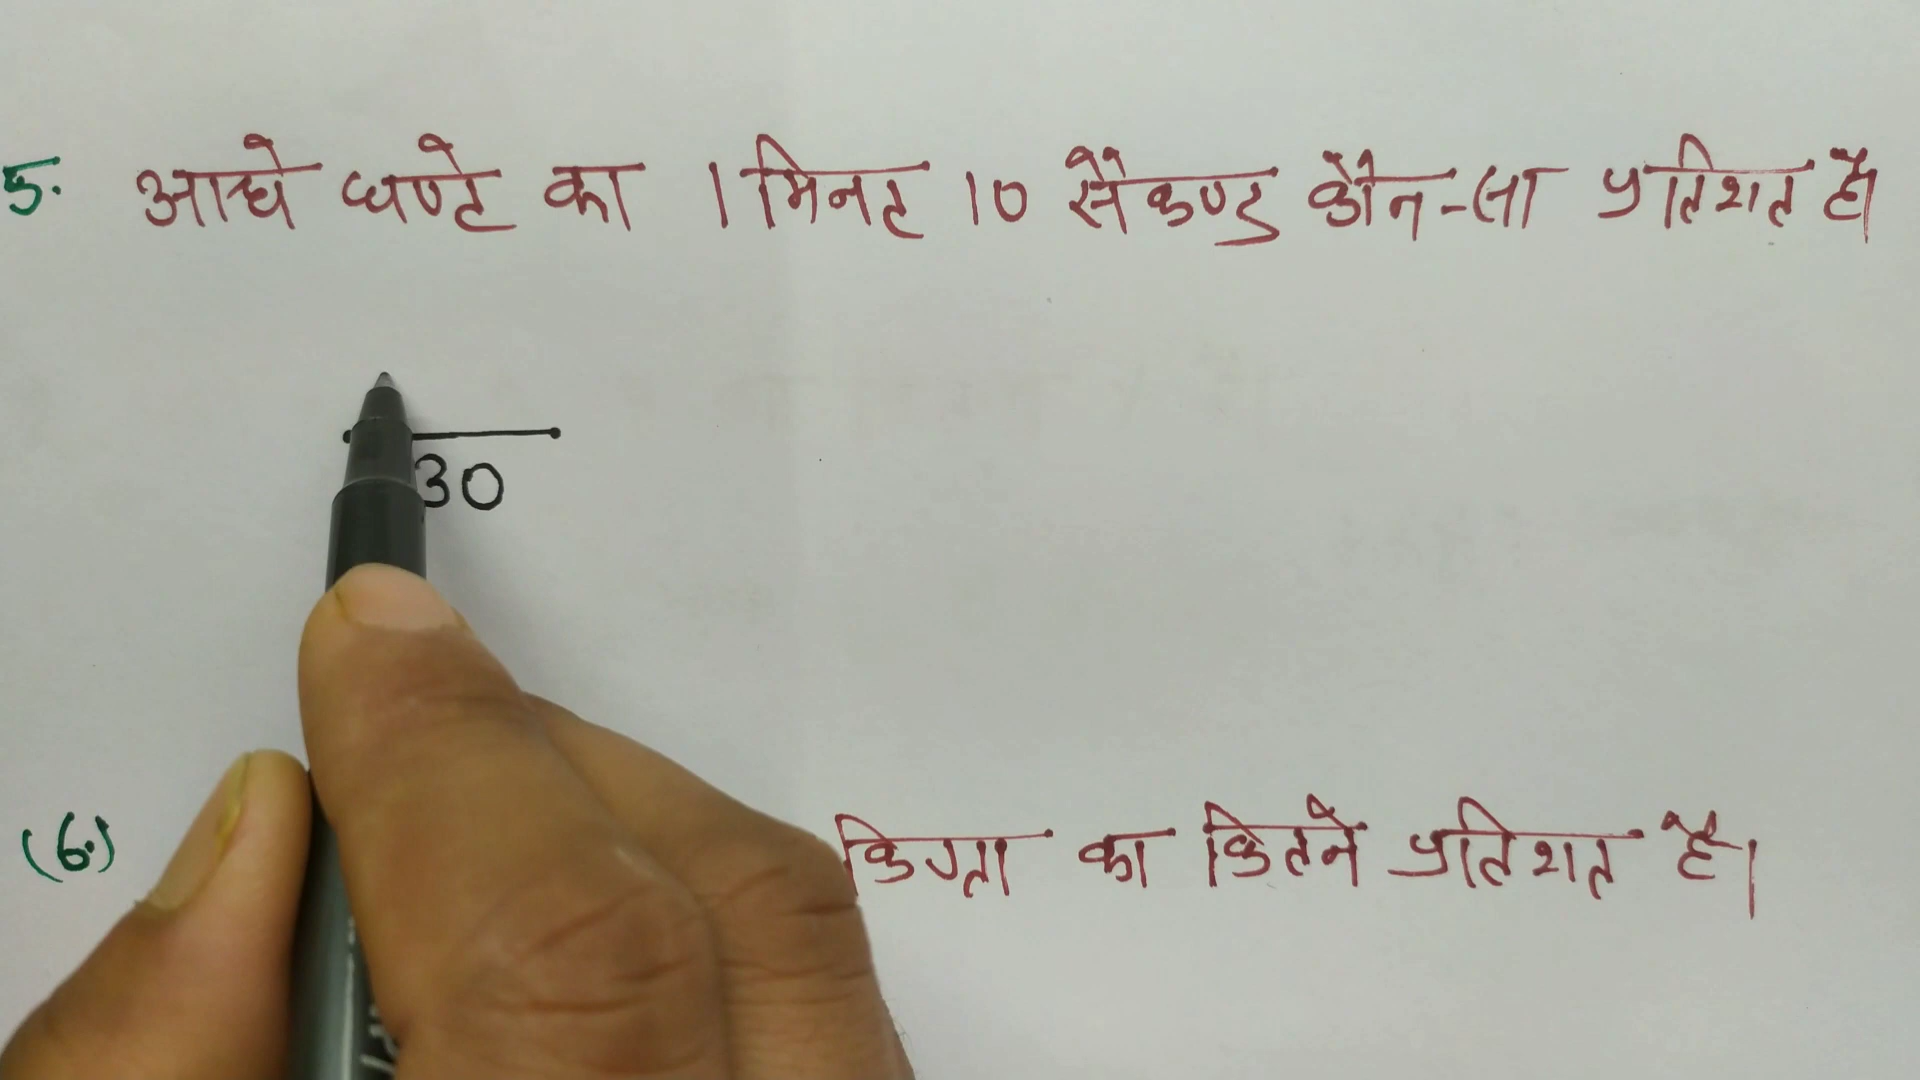 5. आधे घण्टे का 1 मिनट 10 सैकण्ड कौन-सा प्रतिशत है।
30
(6.) किग्रा का कितने प्रतिशत है।